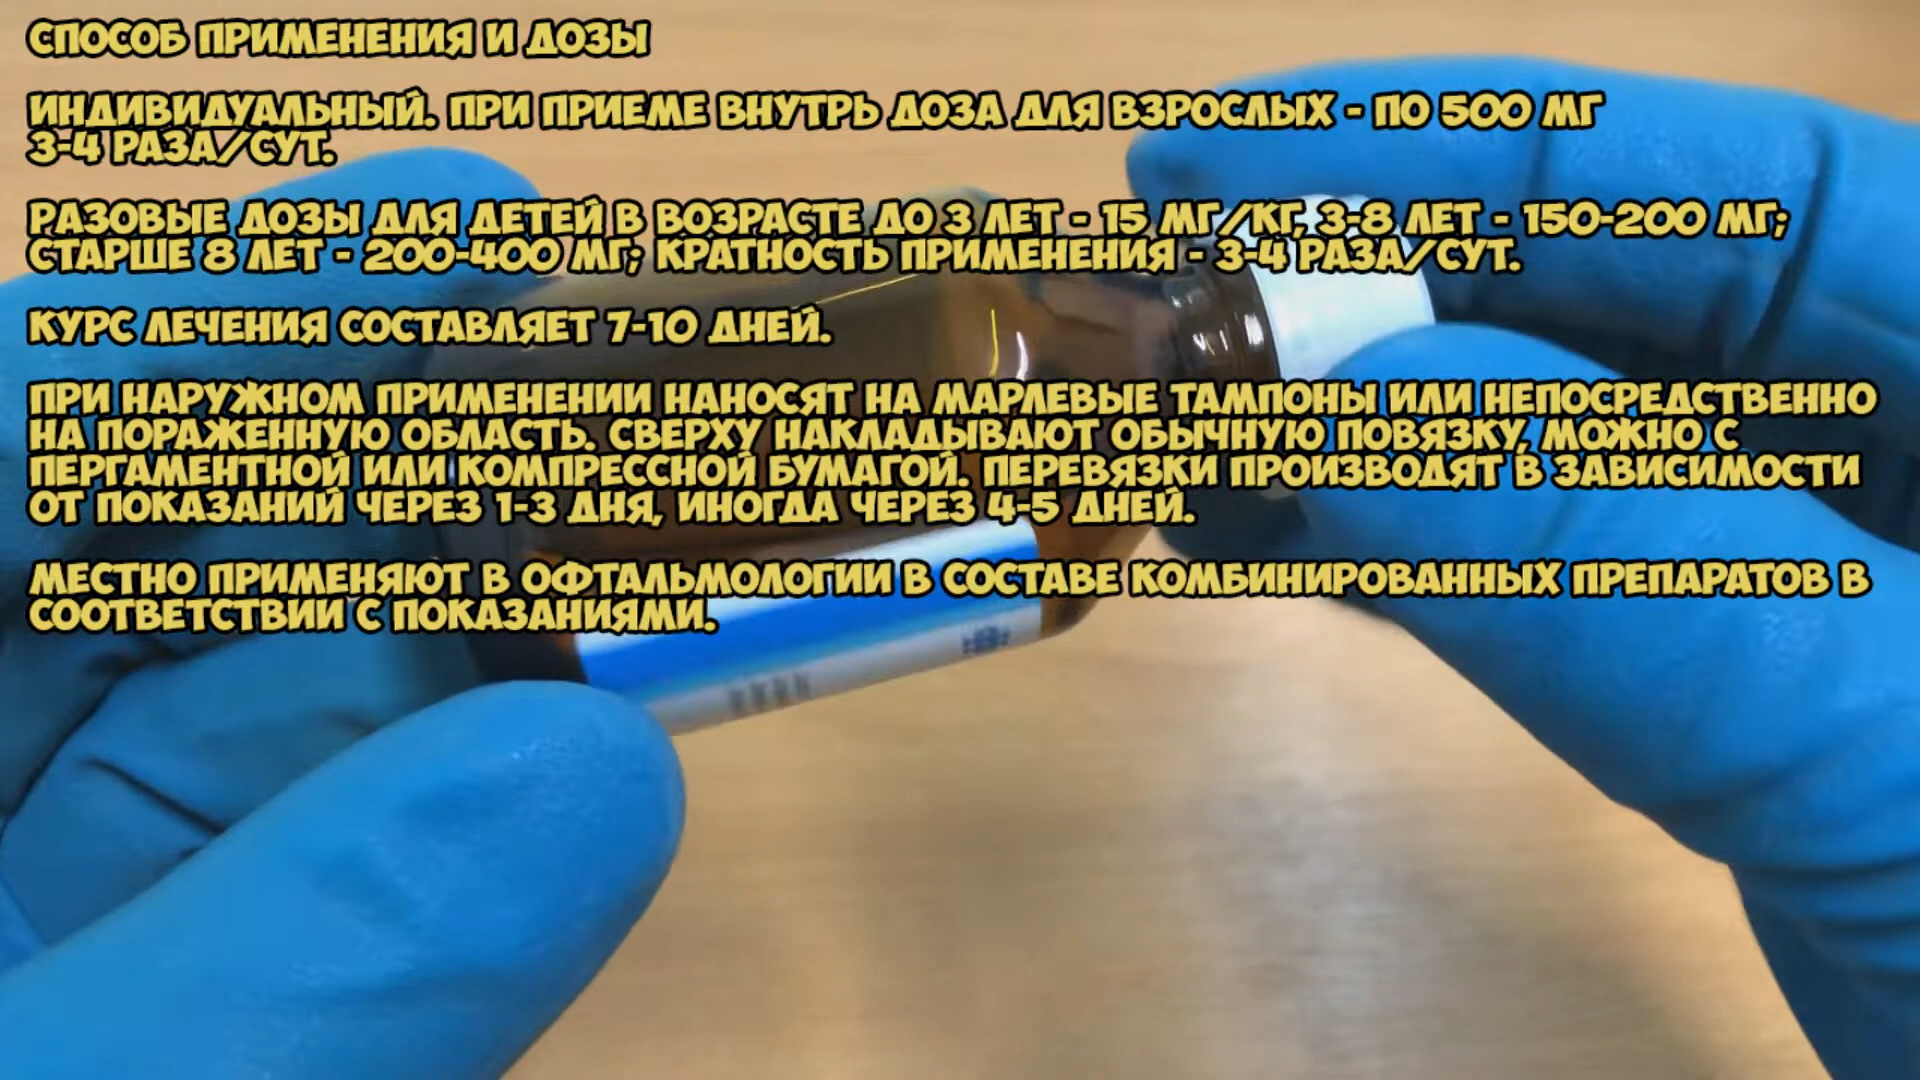 СПОСОБ ПРИМЕНЕНИЯ И ДОЗЫ
ИНДИВИДУАЛЬНЫЙ. ПРИ ПРИЕМЕ ВНУТРЬ ДОЗА ДЛЯ ВЗРОСЛЫХ - ПО 500 МГ
3-4 РАЗА/СУТ.
РАЗОВЫЕ ДОЗЫ ДЛЯ ДЕТЕЙ В ВОЗРАСТЕ ДО 3 ЛЕТ - 15 МГ/КГ, 3-8 ЛЕТ - 150-200 МГ;
СТАРШЕ 8 ЛЕТ - 200-400 МГ; КРАТНОСТЬ ПРИМЕНЕНИЯ - 3-4 РАЗА/СУТ.
КУРС ЛЕЧЕНИЯ СОСТАВЛЯЕТ 7-10 ДНЕЙ.
ПРИ НАРУЖНОМ ПРИМЕНЕНИИ НАНОСЯТ НА МАРЛЕВЫЕ ТАМПОНЫ ИЛИ НЕПОСРЕДСТВЕННО
НА ПОРАЖЕННУЮ ОБЛАСТЬ. СВЕРХУ НАКЛАДЫВАЮТ ОБЫЧНУЮ ПОВЯЗКУ, МОЖНО С
ПЕРГАМЕНТНОЙ ИЛИ КОМПРЕССНОЙ БУМАГОЙ. ПЕРЕВЯЗКИ ПРОИЗВОДЯТ В ЗАВИСИМОСТИ
ОТ ПОКАЗАНИЙ ЧЕРЕЗ 1-3 ДНЯ, ИНОГДА ЧЕРЕЗ 4-5 ДНЕЙ.
МЕСТНО ПРИМЕНЯЮТ В ОФТАЛЬМОЛОГИИ В СОСТАВЕ КОМБИНИРОВАННЫХ ПРЕПАРАТОВ В
СООТВЕТСТВИИ С ПОКАЗАНИЯМИ.